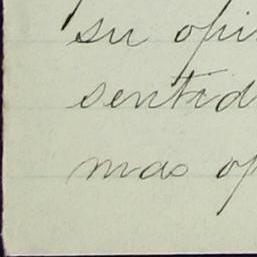 su opi
sentid
mas op